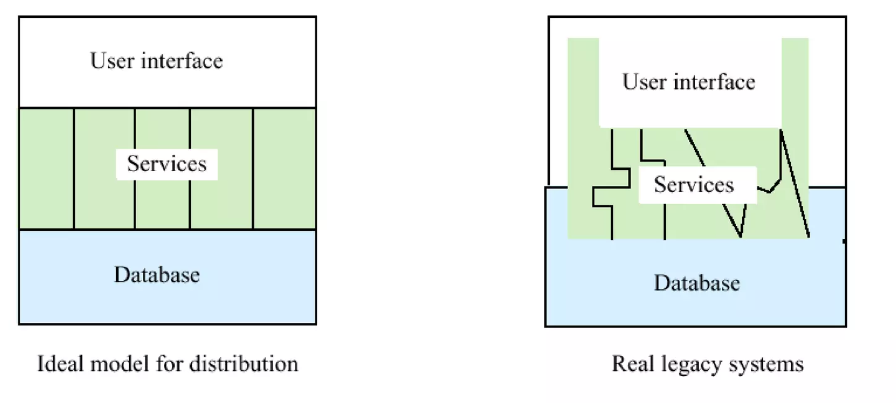 User interface
Services
Database
Ideal model for distribution
User interface
Services
Database
Real legacy systems